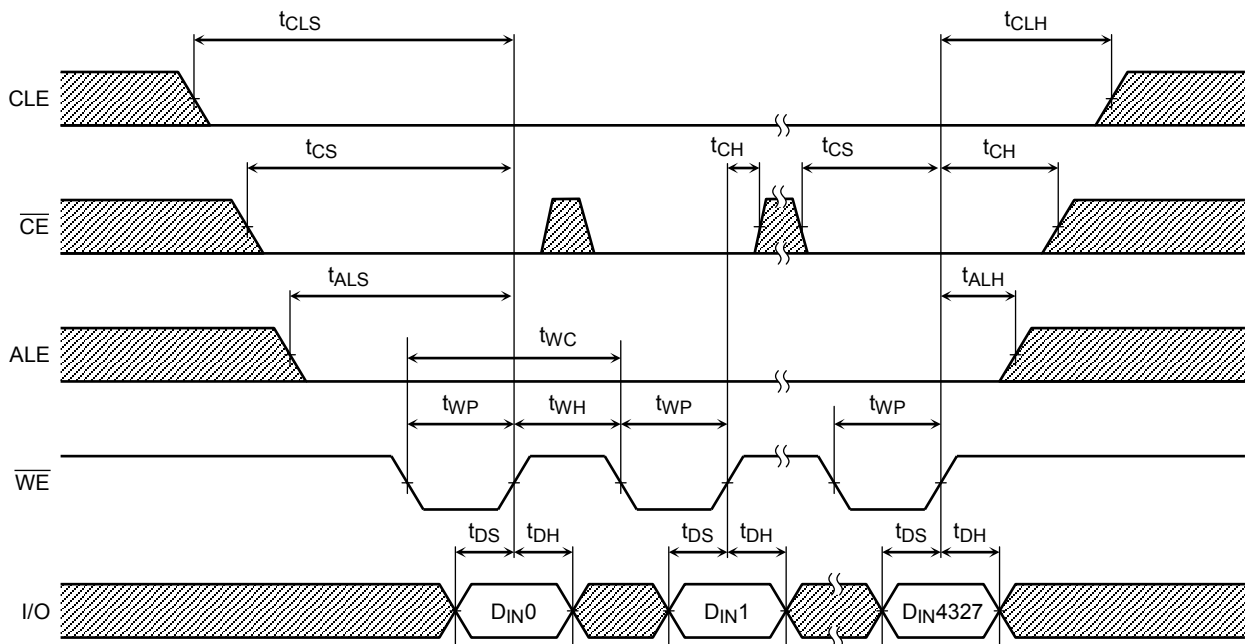 tCLS tCLH
CLE
tCS tCH tCS tCH
CE
tALS tALH
ALE
tWC
tWP tWH tWP tWP
WE
tDS tDH tDS tDH tDS tDH
I/O DIN0 DIN1 DIN4327